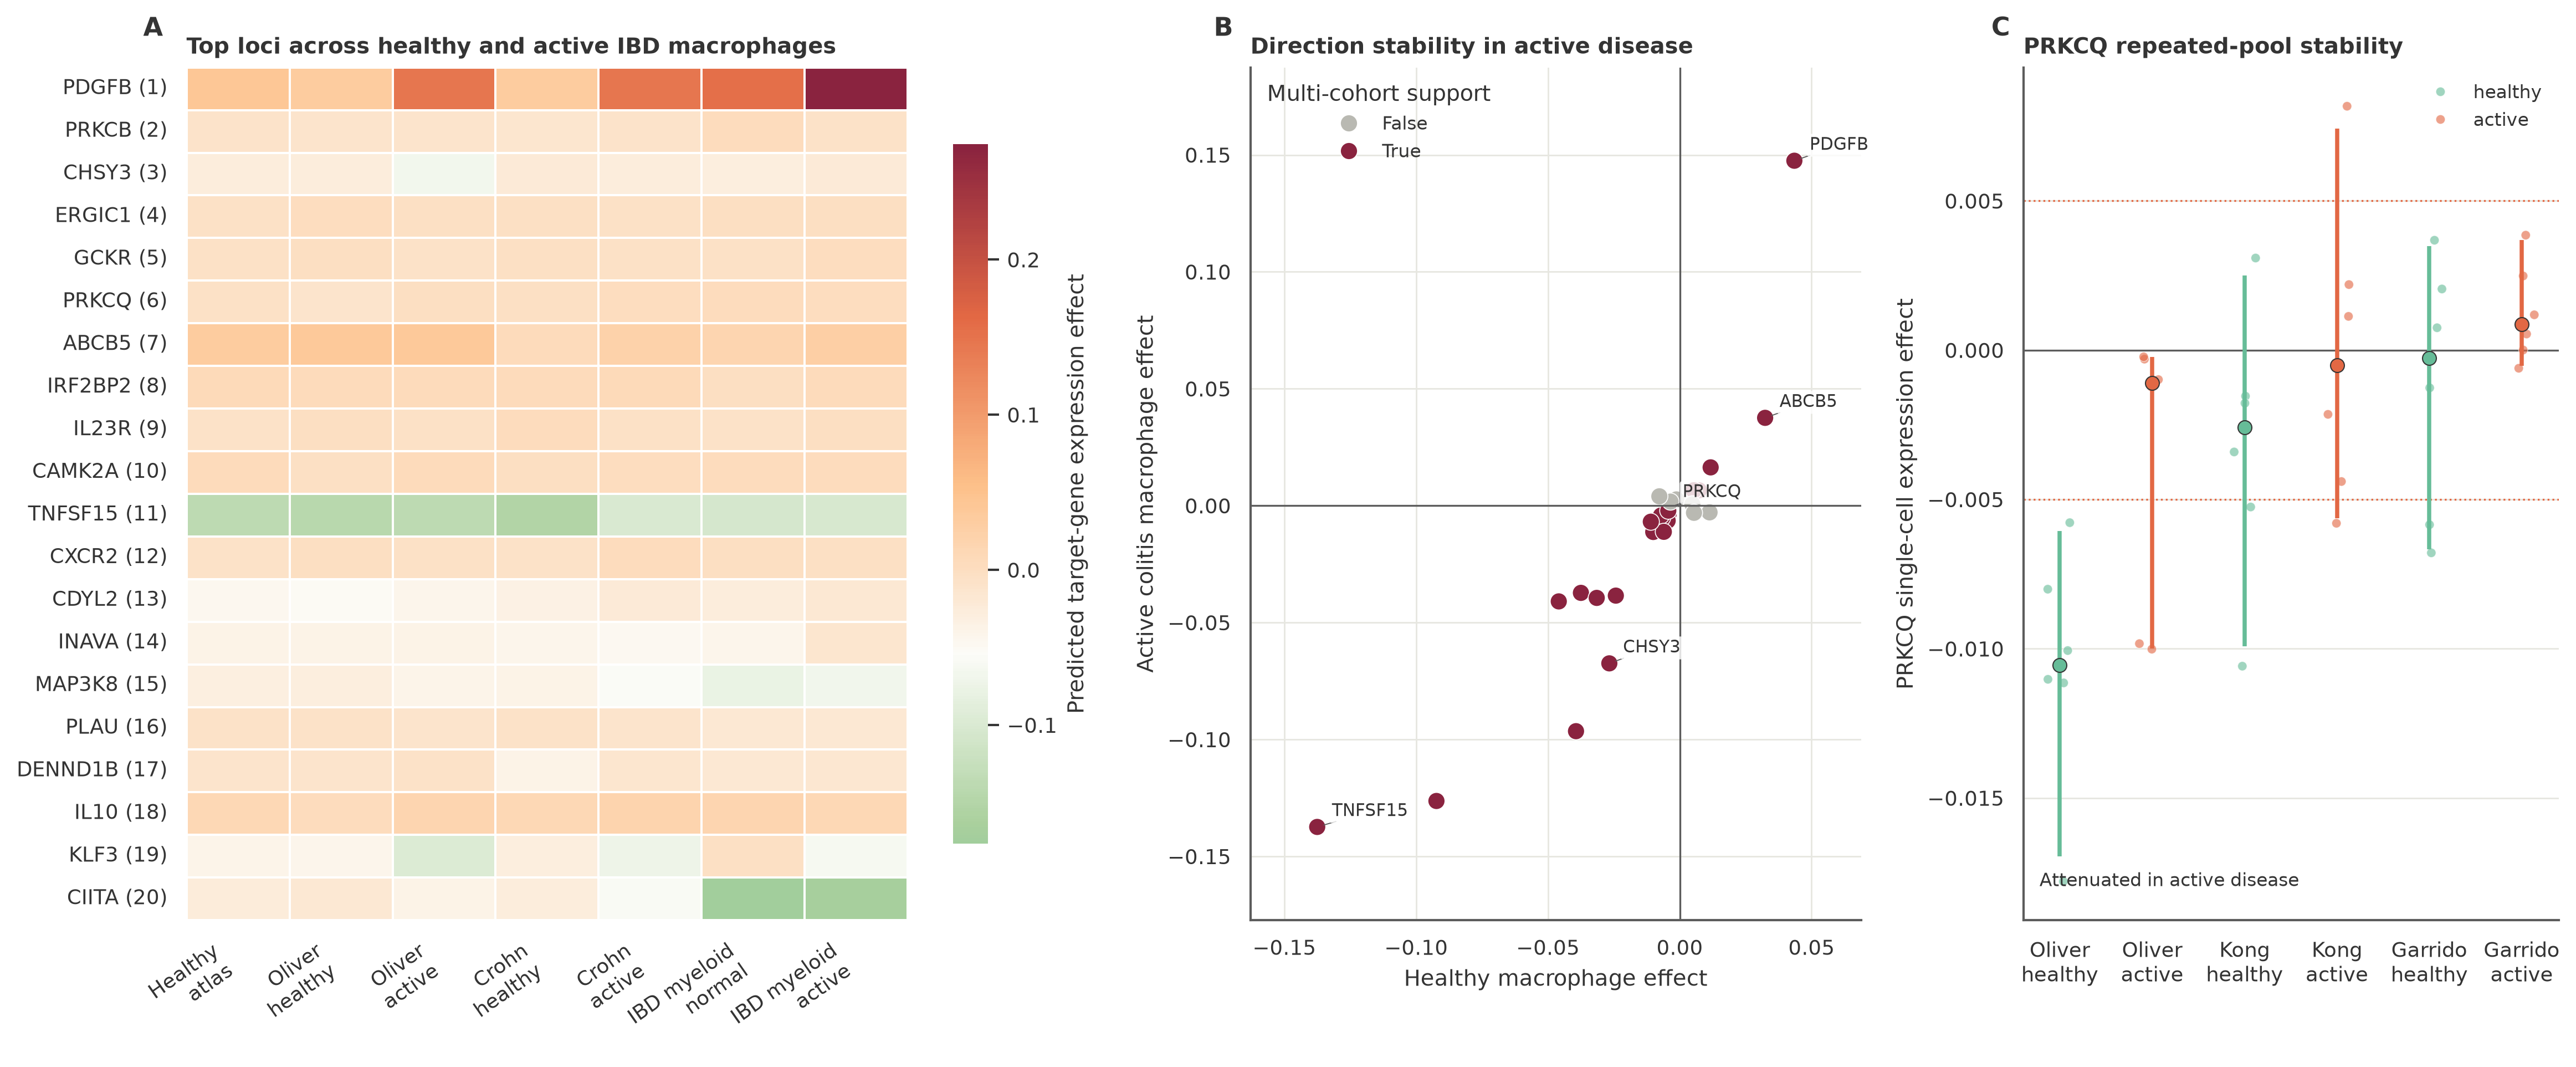 A
Top loci across healthy and active IBD macrophages
PDGFB (1)
PRKCB (2)
CHSY3 (3)
ERGIC1 (4)
GCKR (5)
PRKCQ (6)
ABCB5 (7)
IRF2BP2 (8)
IL23R (9)
CAMK2A (10)
TNFSF15 (11)
CXCR2 (12)
CDYL2 (13)
INAVA (14)
MAP3K8 (15)
PLAU (16)
DENND1B (17)
IL10 (18)
KLF3 (19)
CIITA (20)
Healthy
atlas
Oliver
healthy
Oliver
active
Crohn
healthy
Crohn
active
IBD myeloid
normal
IBD myeloid
active
0.2
0.1
0.0
−0.1
Predicted target-gene expression effect
B
Direction stability in active disease
Multi-cohort support
False
True
PDGFB
ABCB5
PRKCQ
CHSY3
TNFSF15
0.15
0.10
0.05
0.00
−0.05
−0.10
−0.15
Active colitis macrophage effect
−0.15
−0.10
−0.05
0.00
0.05
Healthy macrophage effect
C
PRKCQ repeated-pool stability
healthy
active
0.005
0.000
−0.005
−0.010
−0.015
PRKCQ single-cell expression effect
Attenuated in active disease
Oliver
healthy
Oliver
active
Kong
healthy
Kong
active
Garrido
healthy
Garrido
active